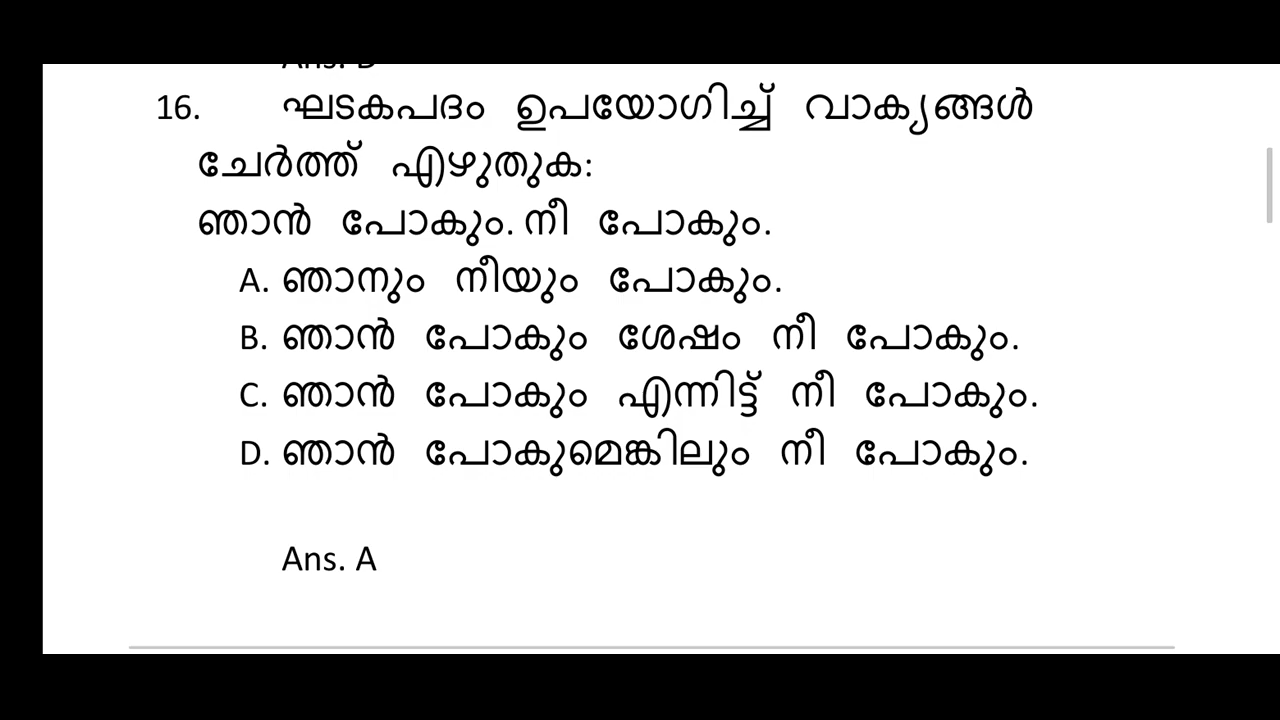 16. ഘടകപദം ഉപയോഗിച്ച് വാക്യങ്ങൾ
ചേർത്ത് എഴുതുക:
ഞാൻ പോകും. നീ പോകും.
A. ഞാനും നീയും പോകും.
B. ഞാൻ പോകും ശേഷം നീ പോകും.
C. ഞാൻ പോകും എന്നിട്ട് നീ പോകും.
D. ഞാൻ പോകുമെങ്കിലും നീ പോകും.
Ans. A